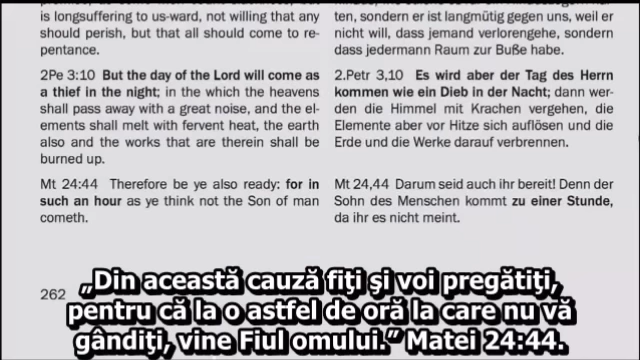 is longsuffering to us-ward, not willing that any
should perish, but that all should come to re-
pentance.
2Pe 3:10 But the day of the Lord will come as
a thief in the night; in the which the heavens
shall pass away with a great noise, and the el-
ements shall melt with fervent heat, the earth
also and the works that are therein shall be
burned up.
Mt 24:44 Therefore be ye also ready: for in
such an hour as ye think not the Son of man
cometh.
ten, sondern er ist langmütig gegen uns, weil er
nicht will, dass jemand verlorengehe, sondern
dass jedermann Raum zur Buße habe.
2.Petr 3,10 Es wird aber der Tag des Herrn
kommen wie ein Dieb in der Nacht; dann wer-
den die Himmel mit Krachen vergehen, die
Elemente aber vor Hitze sich auflösen und die
Erde und die Werke darauf verbrennen.
Mt 24,44 Darum seid auch ihr bereit! Denn der
Sohn des Menschen kommt zu einer Stunde,
da ihr es nicht meint.
262
„Din această cauză fiţi şi voi pregătiţi,
pentru că la o astfel de oră la care nu vă
gândiţi, vine Fiul omului.” Matei 24:44.